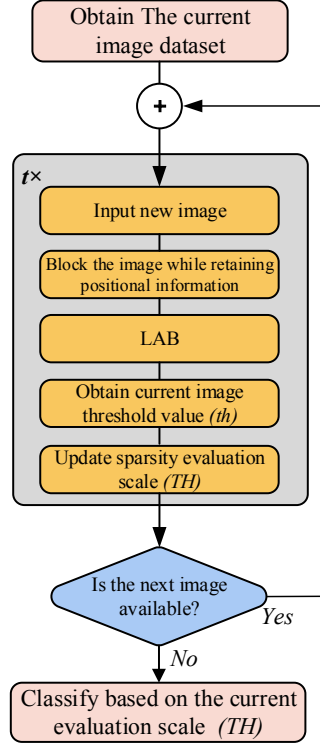 Obtain The current
image dataset
+
t×
Input new image
Block the image while retaining
positional information
LAB
Obtain current image
threshold value (th)
Update sparsity evaluation
scale (TH)
Is the next image
available?
Yes
No
Classify based on the current
evaluation scale (TH)